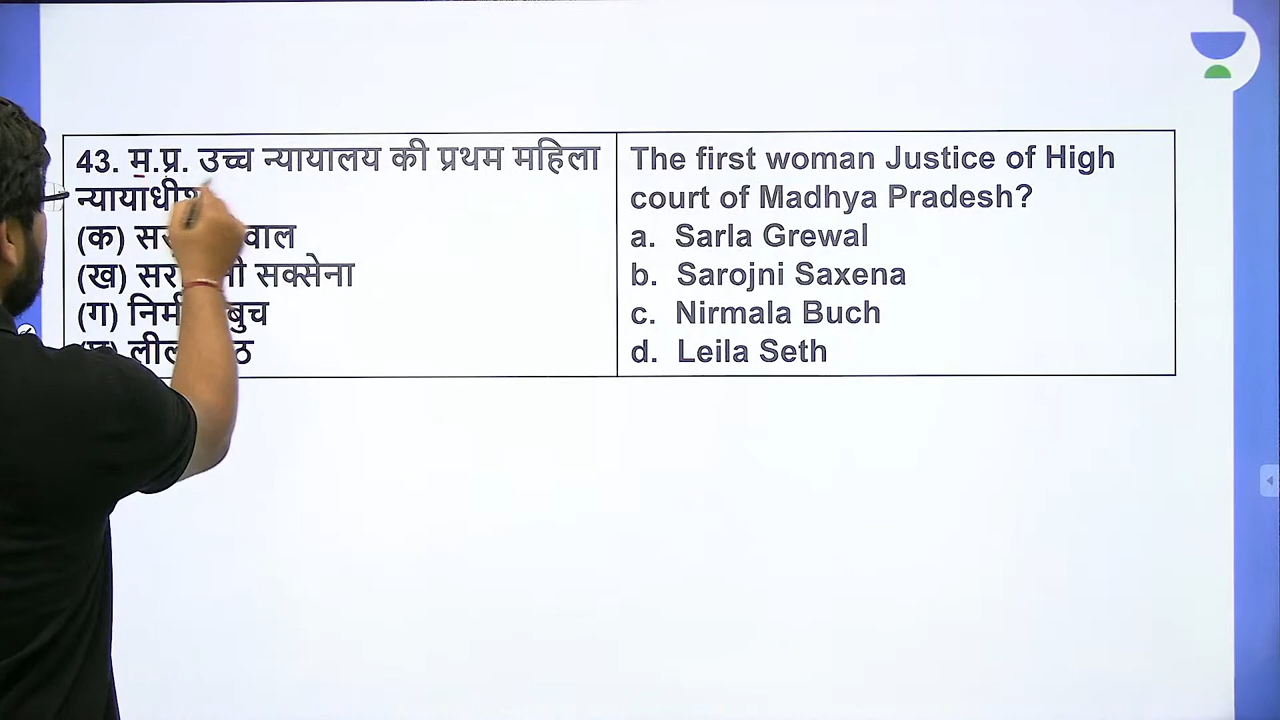 43. म.प्र. उच्च न्यायालय की प्रथम महिला
(क)
(ख) सक्सेना
(ग) बुच
The first woman Justice of High
court of Madhya Pradesh?
a. Sarla Grewal
b. Sarojni Saxena
c. Nirmala Buch
d. Leila Seth